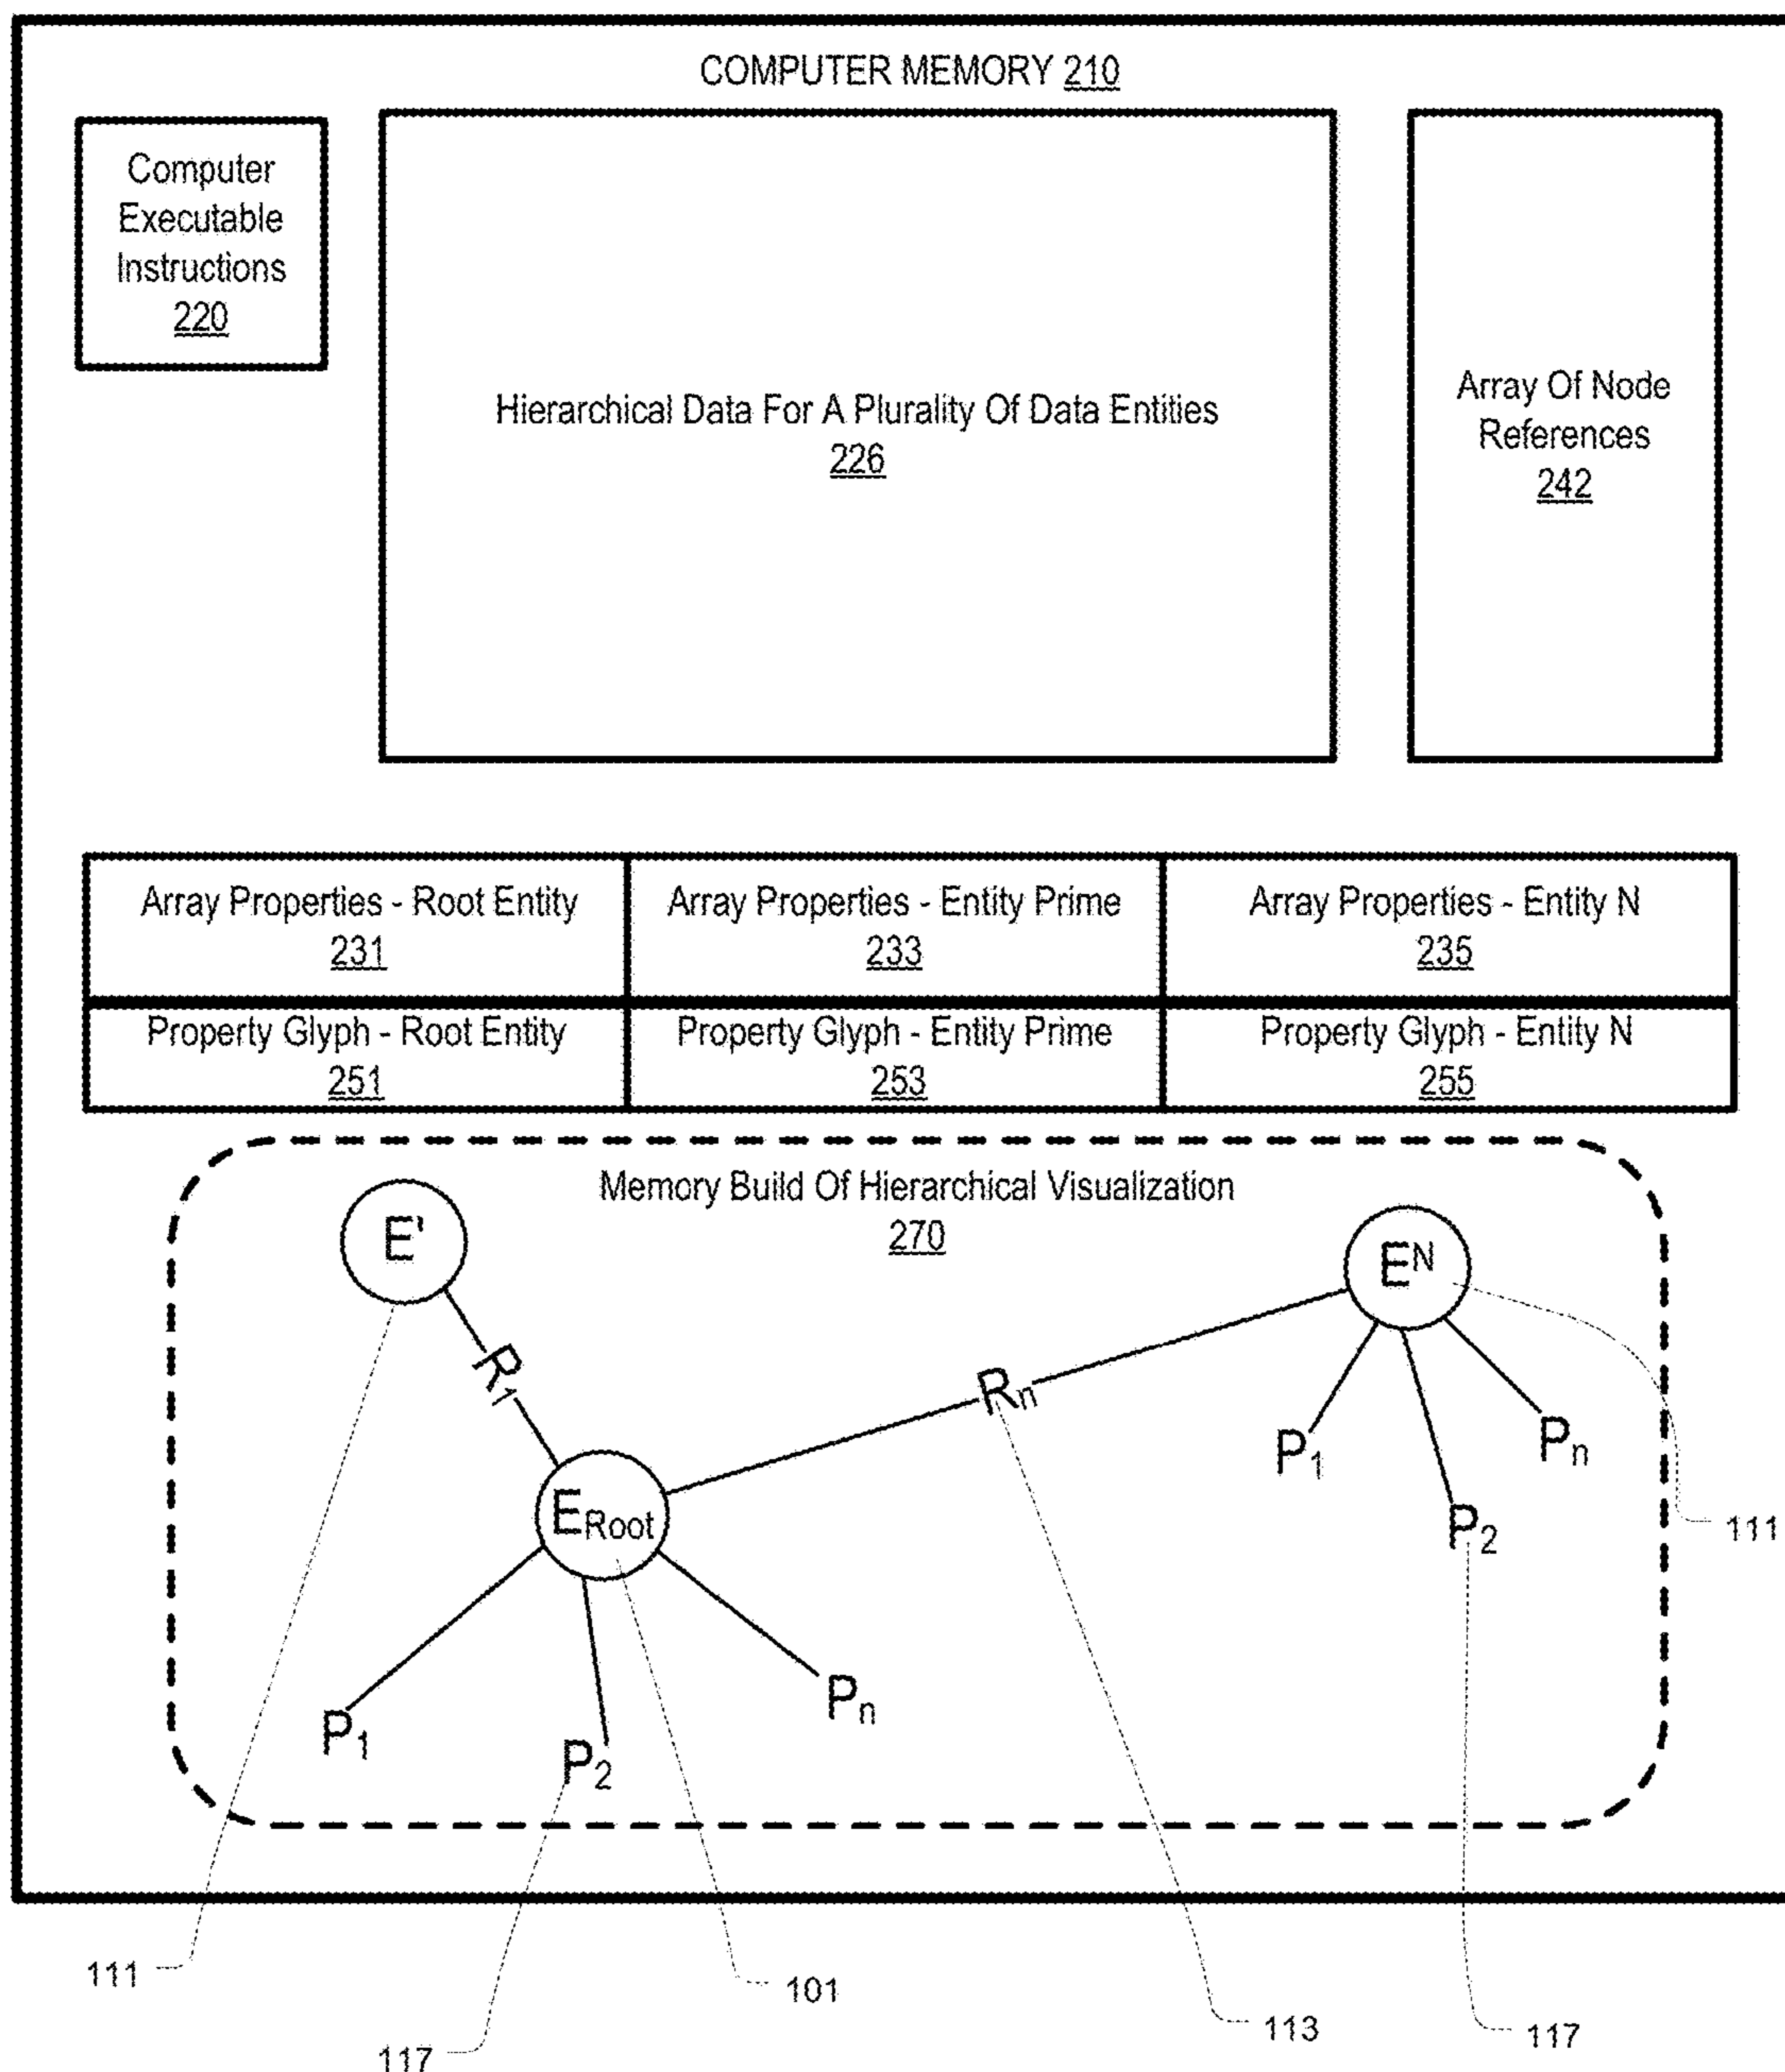 COMPUTER MEMORY 210
Computer
Executable
Instructions
220
Hierarchical Data For A Plurality Of Data Entities
226
Array Of Node
References
242
Array Properties - Root Entity
231
Array Properties - Entity Prime
233
Array Properties - Entity N
235
Property Glyph - Root Entity
251
Property Glyph - Entity Prime
253
Property Glyph - Entity N
255
Memory Build Of Hierarchical Visualization
270
E'
E^N
R₁
Rₙ
E_Root
P₁
P₂
Pₙ
P₁
P₂
Pₙ
111
111
101
113
117
117